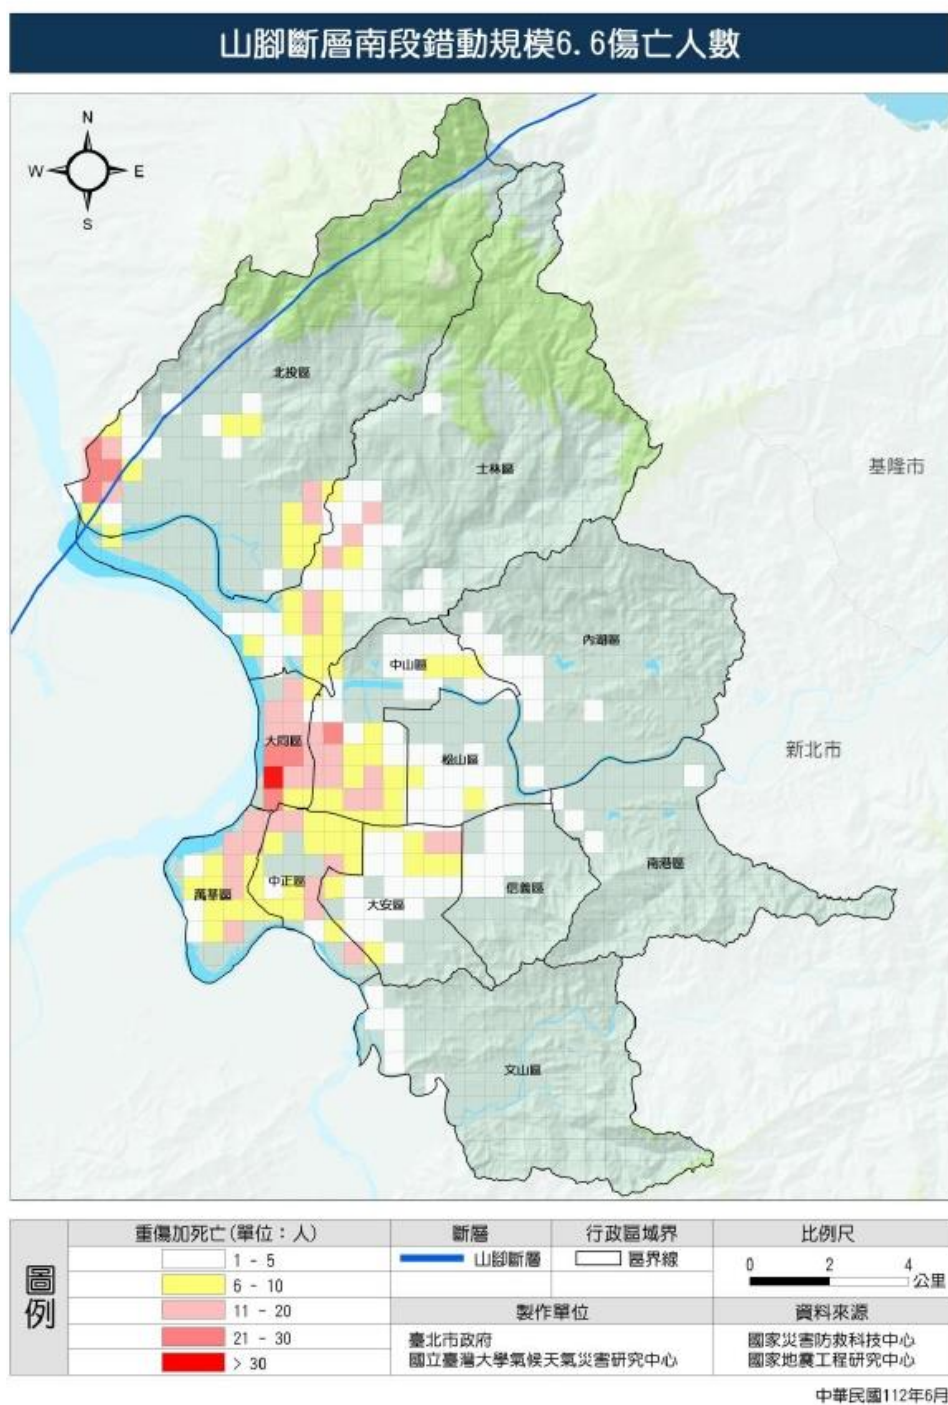 山腳斷層南段錯動規模6.6傷亡人數
N
W E
S
北投區
士林區
基隆市
內湖區
中山區
大同區
松山區
新北市
南港區
中正區
信義區
萬華區
大安區
文山區
圖例
重傷加死亡(單位：人)
1 - 5
6 - 10
11 - 20
21 - 30
> 30
斷層
山腳斷層
行政區域界
區界線
比例尺
0 2 4
公里
製作單位
臺北市政府
國立臺灣大學氣候天氣災害研究中心
資料來源
國家災害防救科技中心
國家地震工程研究中心
中華民國112年6月